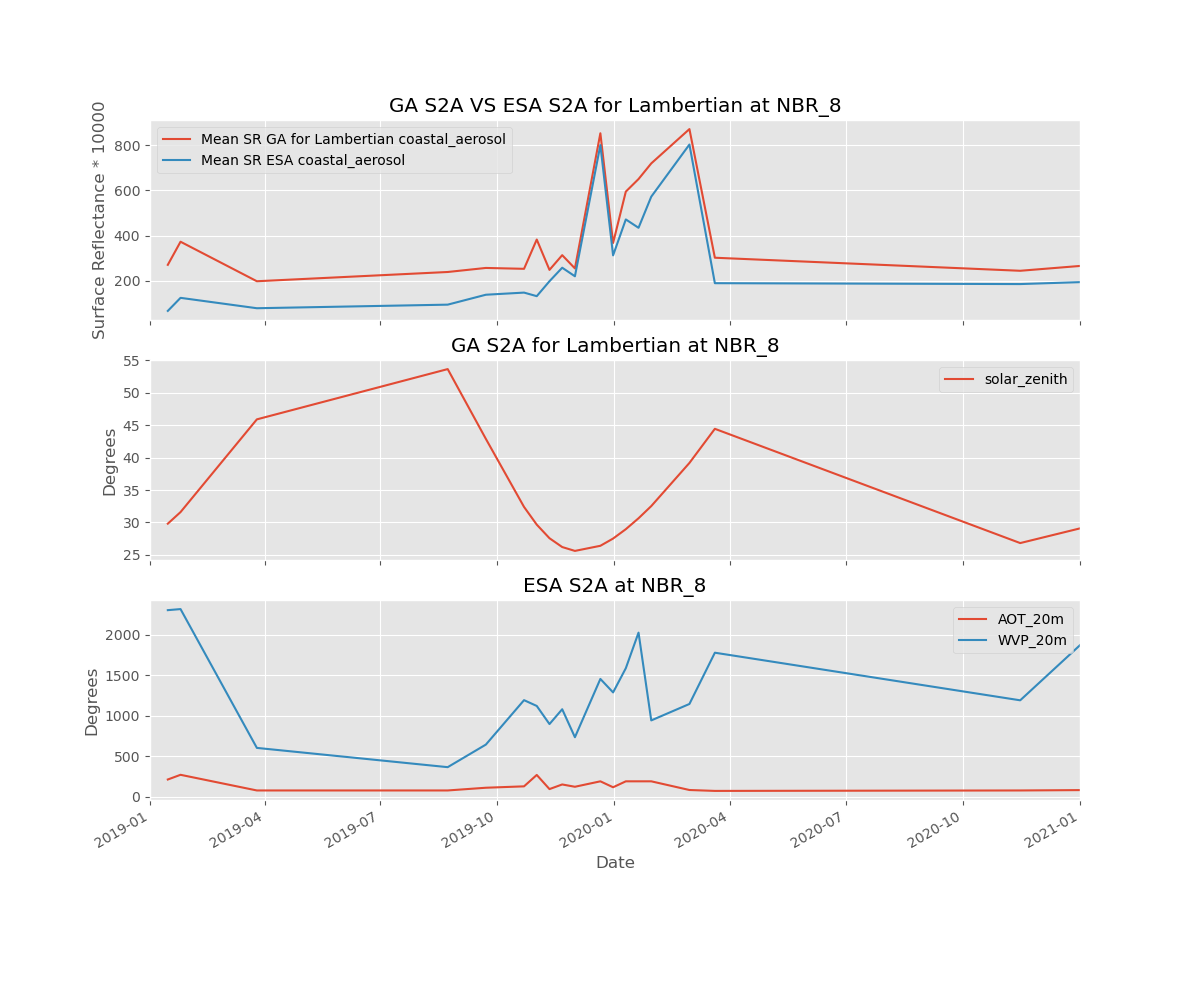 GA S2A VS ESA S2A for Lambertian at NBR_8
Surface Reflectance * 10000
800
600
400
200
Mean SR GA for Lambertian coastal_aerosol
Mean SR ESA coastal_aerosol
GA S2A for Lambertian at NBR_8
Degrees
55
50
45
40
35
30
25
solar_zenith
ESA S2A at NBR_8
Degrees
2000
1500
1000
500
0
AOT_20m
WVP_20m
2019-01
2019-04
2019-07
2019-10
2020-01
2020-04
2020-07
2020-10
2021-01
Date